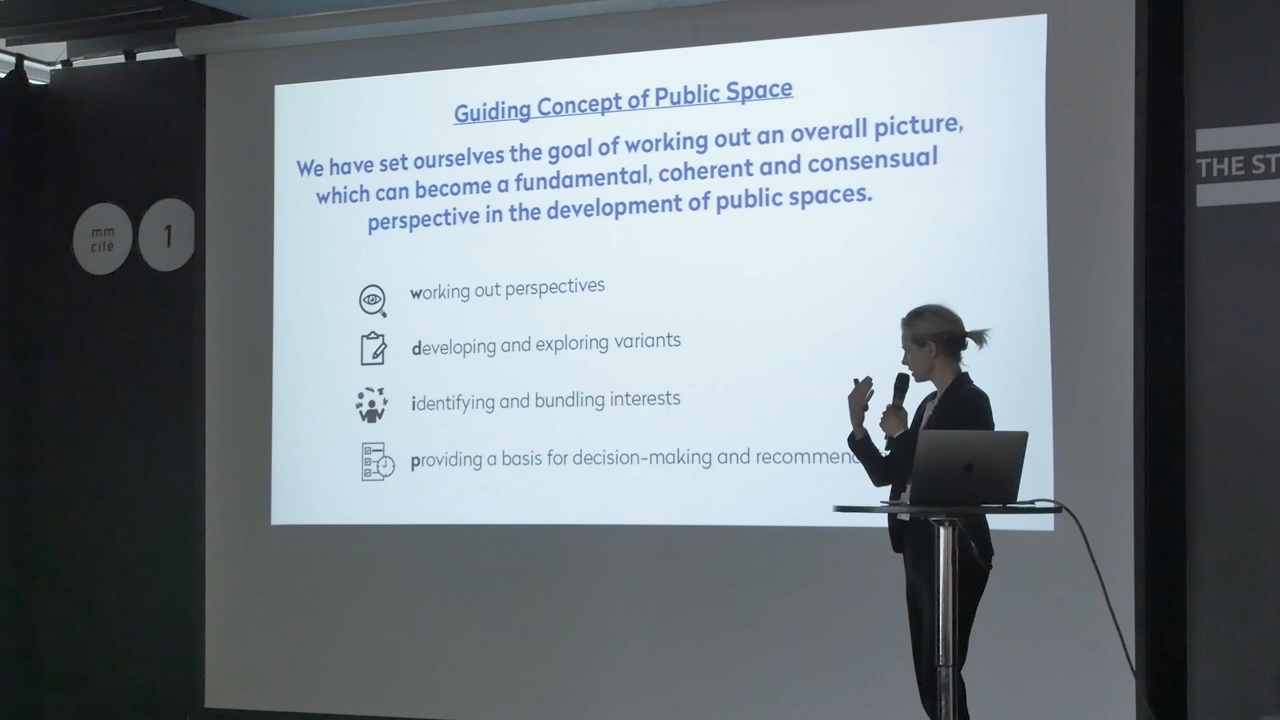 Guiding Concept of Public Space
We have set ourselves the goal of working out an overall picture,
which can become a fundamental, coherent and consensual
perspective in the development of public spaces.
working out perspectives
developing and exploring variants
identifying and bundling interests
providing a basis for decision-making and
mm
cité
1
THE